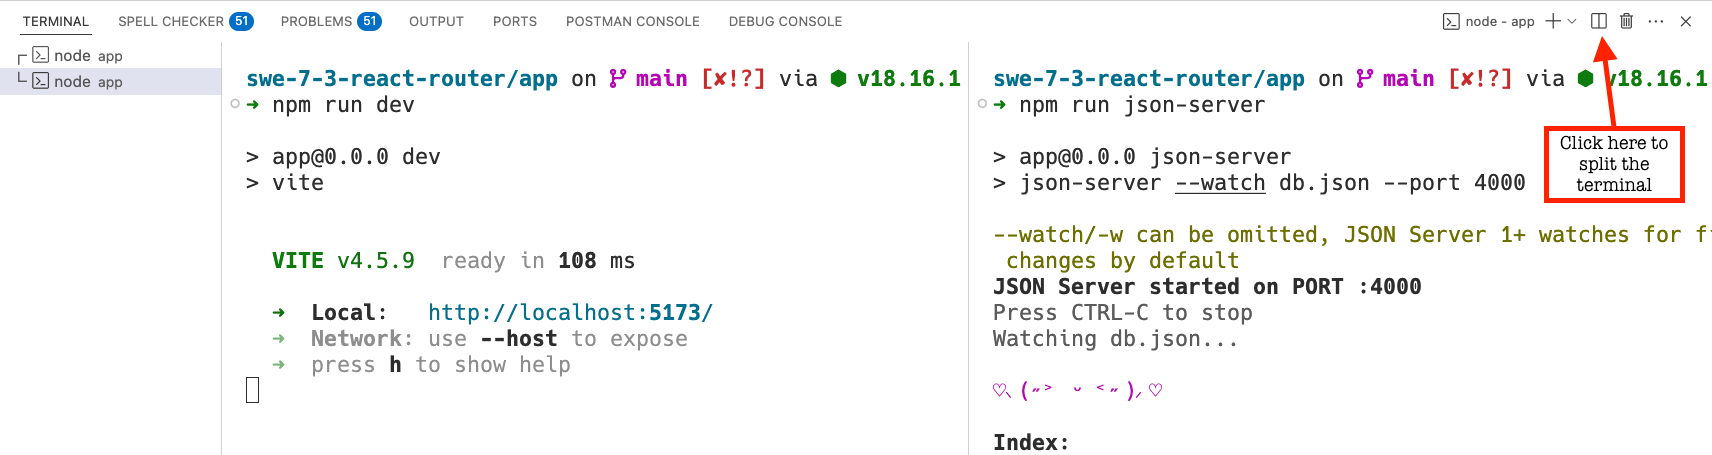 TERMINAL SPELL CHECKER 51 PROBLEMS 51 OUTPUT PORTS POSTMAN CONSOLE DEBUG CONSOLE node - app
node app
node app
swe-7-3-react-router/app on main [✘!?] via ⬢ v18.16.1
➜ npm run dev
> app@0.0.0 dev
> vite
VITE v4.5.9 ready in 108 ms
➜ Local: http://localhost:5173/
➜ Network: use --host to expose
➜ press h to show help
swe-7-3-react-router/app on main [✘!?] via ⬢ v18.16.1
➜ npm run json-server
> app@0.0.0 json-server
> json-server --watch db.json --port 4000
--watch/-w can be omitted, JSON Server 1+ watches for
changes by default
JSON Server started on PORT :4000
Press CTRL-C to stop
Watching db.json...
♡⸜(˶˃ ᵕ ˂˶)⸝♡
Index:
Click here to
split the
terminal